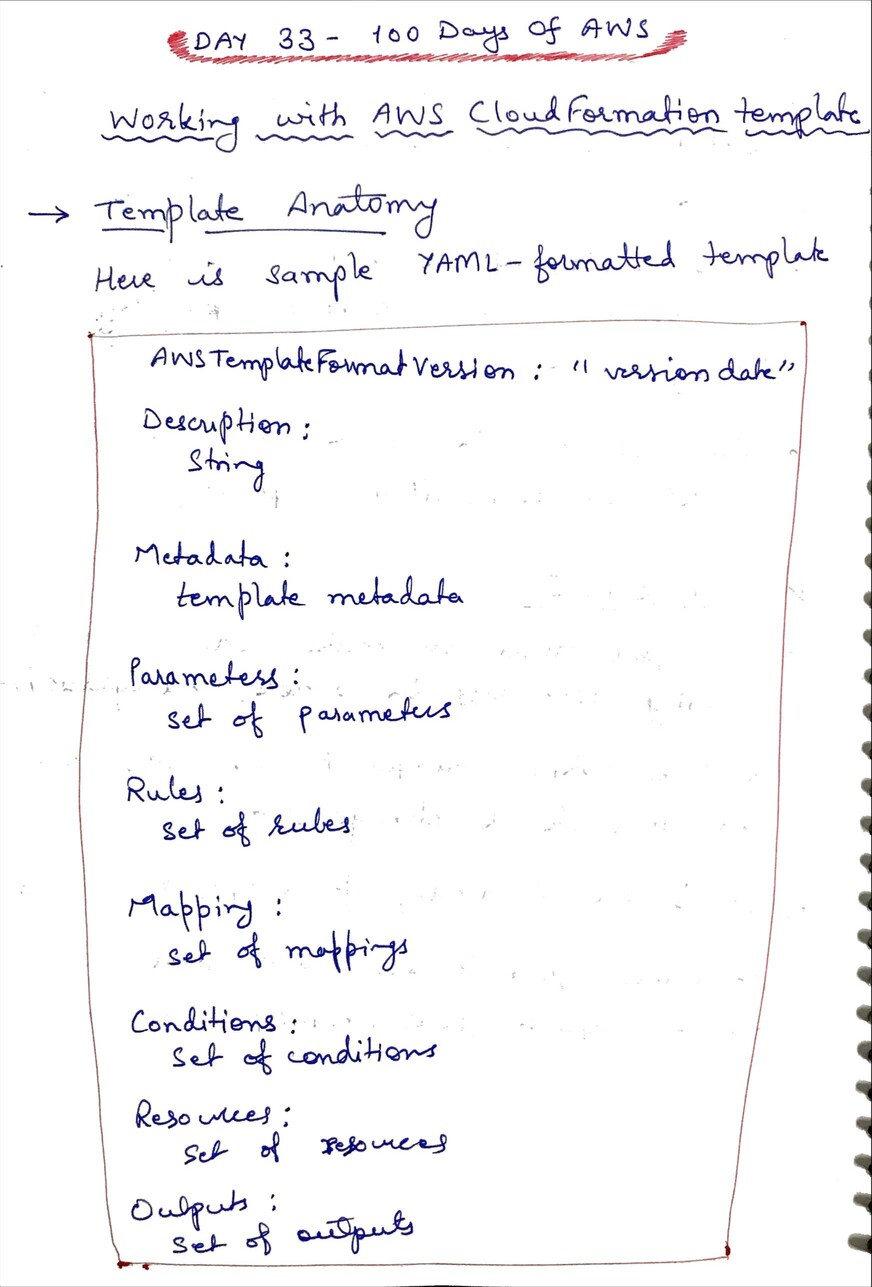 DAY 33 - 100 Days Of AWS
Working with AWS CloudFormation template
→ Template Anatomy
Here is sample YAML-formatted template
AWSTemplateFormatVersion : "version date"
Description :
String
Metadata :
template metadata
Parameters :
set of parameters
Rules :
set of rules
Mapping :
set of mappings
Conditions :
set of conditions
Resources :
set of resources
Outputs :
set of outputs